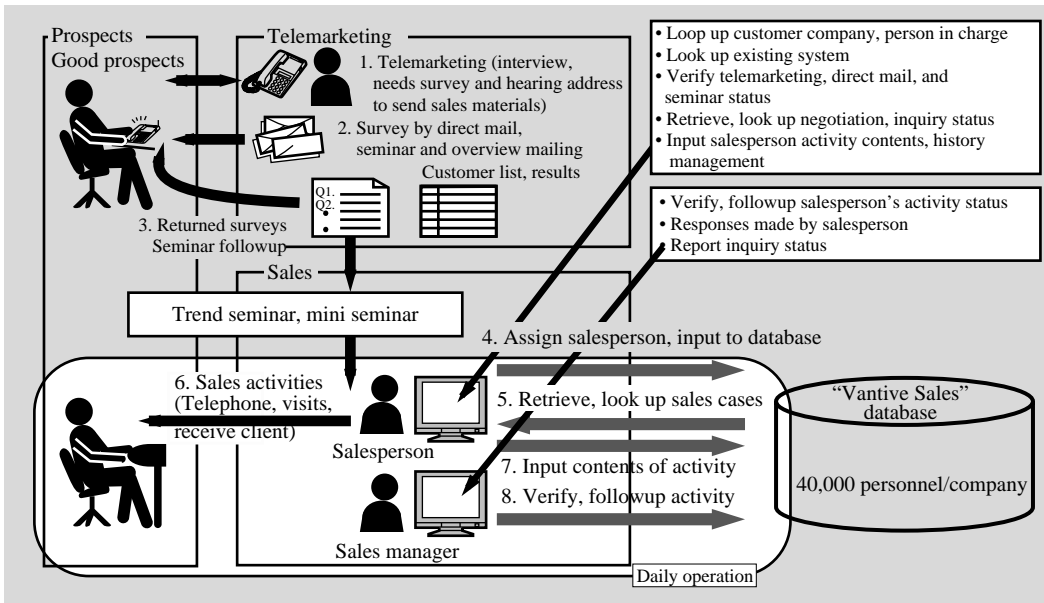 Prospects
Good prospects
Telemarketing
1. Telemarketing (interview,
needs survey and hearing address
to send sales materials)
2. Survey by direct mail,
seminar and overview mailing
Customer list, results
Q1.
Q2.
3. Returned surveys
Seminar followup
• Loop up customer company, person in charge
• Look up existing system
• Verify telemarketing, direct mail, and
seminar status
• Retrieve, look up negotiation, inquiry status
• Input salesperson activity contents, history
management
• Verify, followup salesperson’s activity status
• Responses made by salesperson
• Report inquiry status
Sales
Trend seminar, mini seminar
4. Assign salesperson, input to database
6. Sales activities
(Telephone, visits,
receive client)
Salesperson
5. Retrieve, look up sales cases
7. Input contents of activity
8. Verify, followup activity
Sales manager
“Vantive Sales”
database
40,000 personnel/company
Daily operation